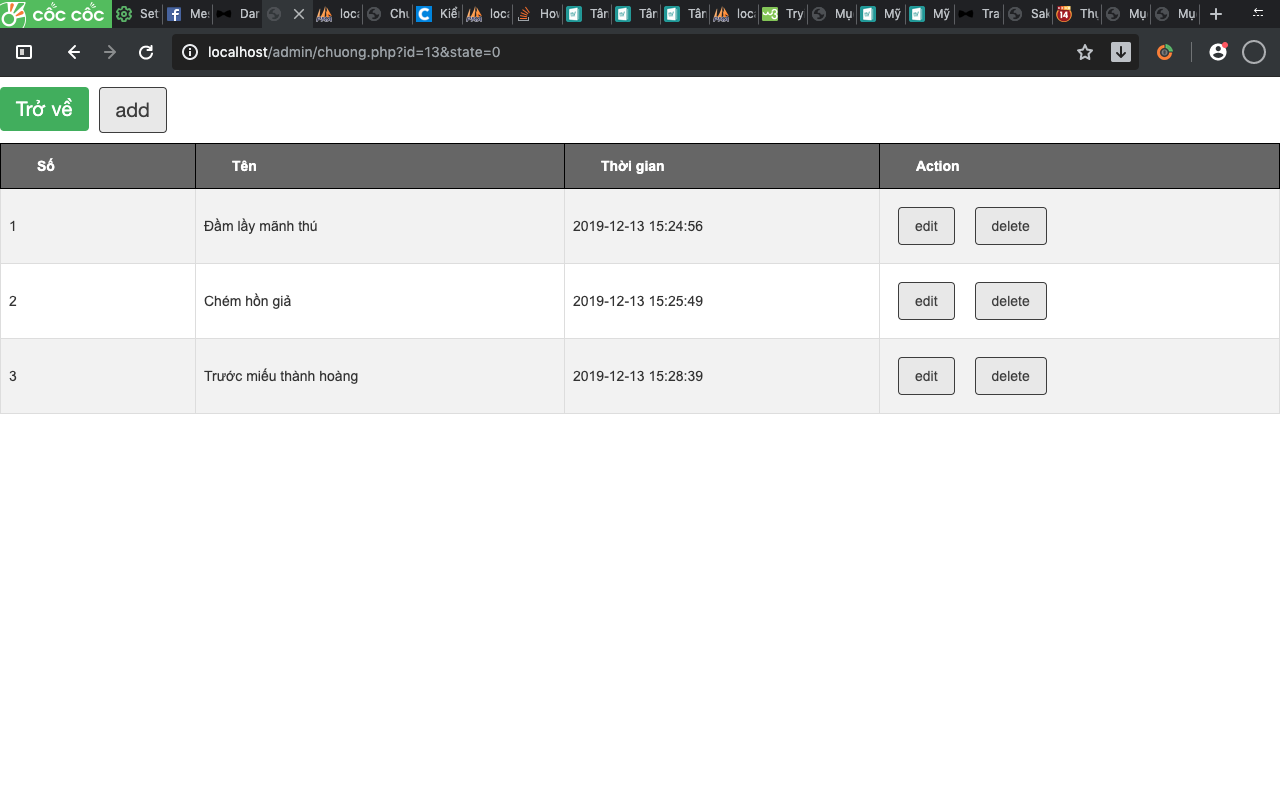 cốc cốc Set Me Dar loca Chu Kiể loca Hov Tân Tân Tân loca Try Mụ Mỹ Mỹ Tra Sak 14 Thụ Mụ Mụ
localhost/admin/chuong.php?id=13&state=0
Trở về add
Số Tên Thời gian Action
1 Đầm lầy mãnh thú 2019-12-13 15:24:56 edit delete
2 Chém hồn giả 2019-12-13 15:25:49 edit delete
3 Trước miếu thành hoàng 2019-12-13 15:28:39 edit delete